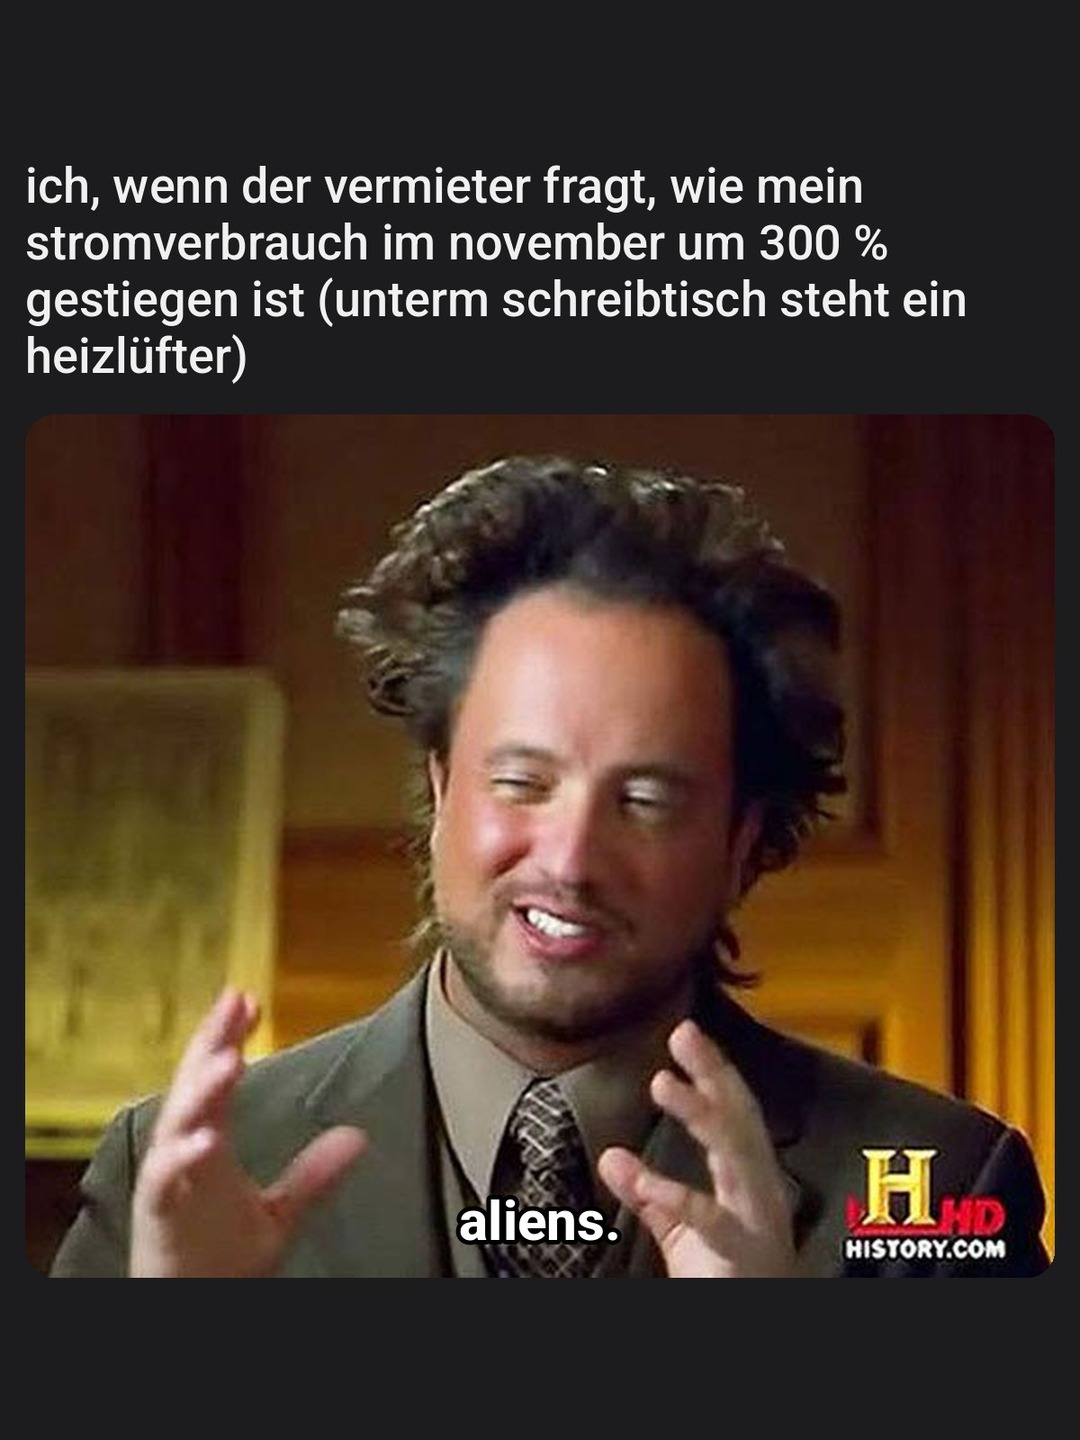 ich, wenn der vermieter fragt, wie mein
stromverbrauch im november um 300 %
gestiegen ist (unterm schreibtisch steht ein
heizlüfter)
aliens.
H HD
HISTORY.COM